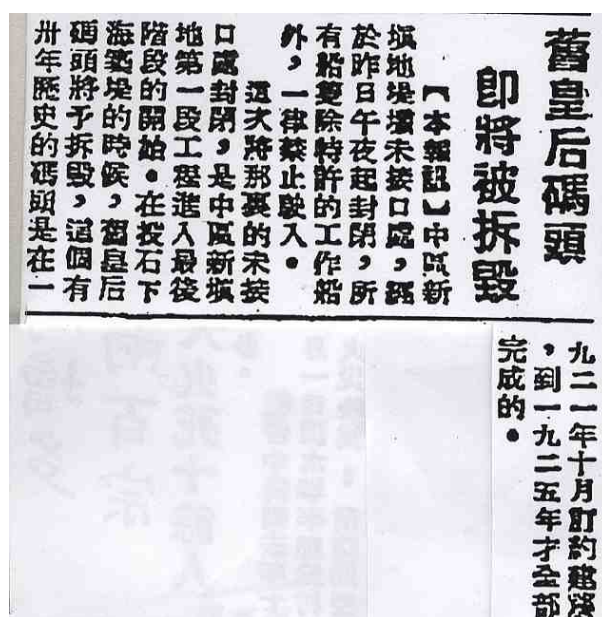 舊皇后碼頭
即將被拆毀
【本報訊】中區新
塡地堤壩未接口處，經
於昨日午夜起封閉，所
有船雙除特許的工作船
外，一律禁止駛入。
這次將那裏的未接
口處封閉，是中區新塡
地第一段工程進入最後
階段的開始。在投石下
海築堤的時候，舊皇后
碼頭將予拆毀，這個有
卅年歷史的碼頭是在一
九二一年十月訂約建築
，到一九二五年才全部
完成的。